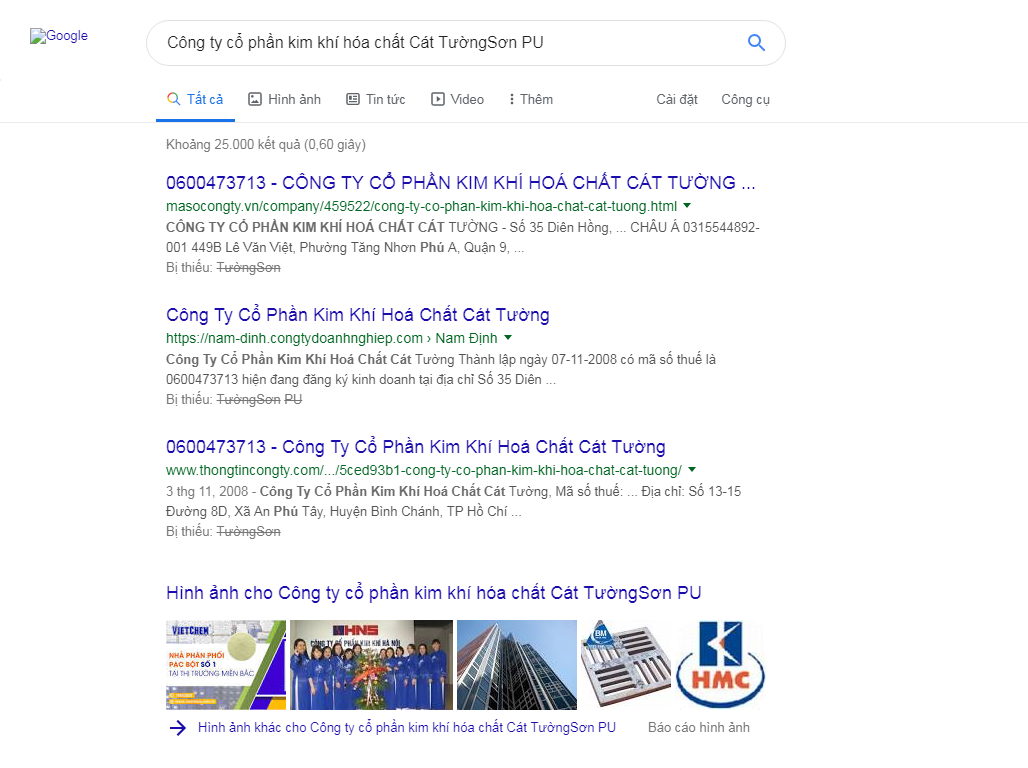 Google
Công ty cổ phần kim khí hóa chất Cát TườngSơn PU
Tất cả
Hình ảnh
Tin tức
Video
Thêm
Cài đặt
Công cụ
Khoảng 25.000 kết quả (0,60 giây)
0600473713 - CÔNG TY CỔ PHẦN KIM KHÍ HOÁ CHẤT CÁT TƯỜNG ...
masocongty.vn/company/459522/cong-ty-co-phan-kim-khi-hoa-chat-cat-tuong.html
CÔNG TY CỔ PHẦN KIM KHÍ HOÁ CHẤT CÁT TƯỜNG - Số 35 Diên Hồng, ... CHÂU Á 0315544892-
001 449B Lê Văn Việt, Phường Tăng Nhơn Phú A, Quận 9, ...
Bị thiếu: TườngSơn
Công Ty Cổ Phần Kim Khí Hoá Chất Cát Tường
https://nam-dinh.congtydoanhnghiep.com › Nam Định
Công Ty Cổ Phần Kim Khí Hoá Chất Cát Tường Thành lập ngày 07-11-2008 có mã số thuế là
0600473713 hiện đang đăng ký kinh doanh tại địa chỉ Số 35 Diên ...
Bị thiếu: TườngSơn PU
0600473713 - Công Ty Cổ Phần Kim Khí Hoá Chất Cát Tường
www.thongtincongty.com/.../5ced93b1-cong-ty-co-phan-kim-khi-hoa-chat-cat-tuong/
3 thg 11, 2008 - Công Ty Cổ Phần Kim Khí Hoá Chất Cát Tường, Mã số thuế: ... Địa chỉ: Số 13-15
Đường 8D, Xã An Phú Tây, Huyện Bình Chánh, TP Hồ Chí ...
Bị thiếu: TườngSơn
Hình ảnh cho Công ty cổ phần kim khí hóa chất Cát TườngSơn PU
VIETCHEM
NHÀ PHÂN PHỐI
PAC BỘT SỐ 1
TẠI THỊ TRƯỜNG MIỀN BẮC
HNS
CÔNG TY CỔ PHẦN KIM KHÍ HÀ NỘI
BM
HMC
Hình ảnh khác cho Công ty cổ phần kim khí hóa chất Cát TườngSơn PU
Báo cáo hình ảnh